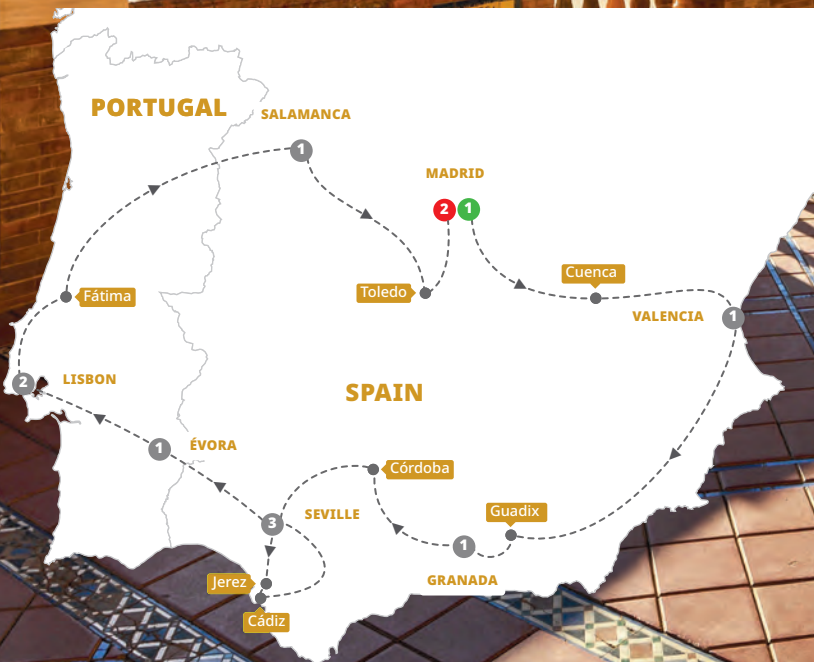 PORTUGAL
SALAMANCA
1
MADRID
2 1
Cuenca
Toledo
Fátima
VALENCIA
1
2
LISBON
SPAIN
1
ÉVORA
Córdoba
Guadix
3
SEVILLE
1
GRANADA
Jerez
Cádiz